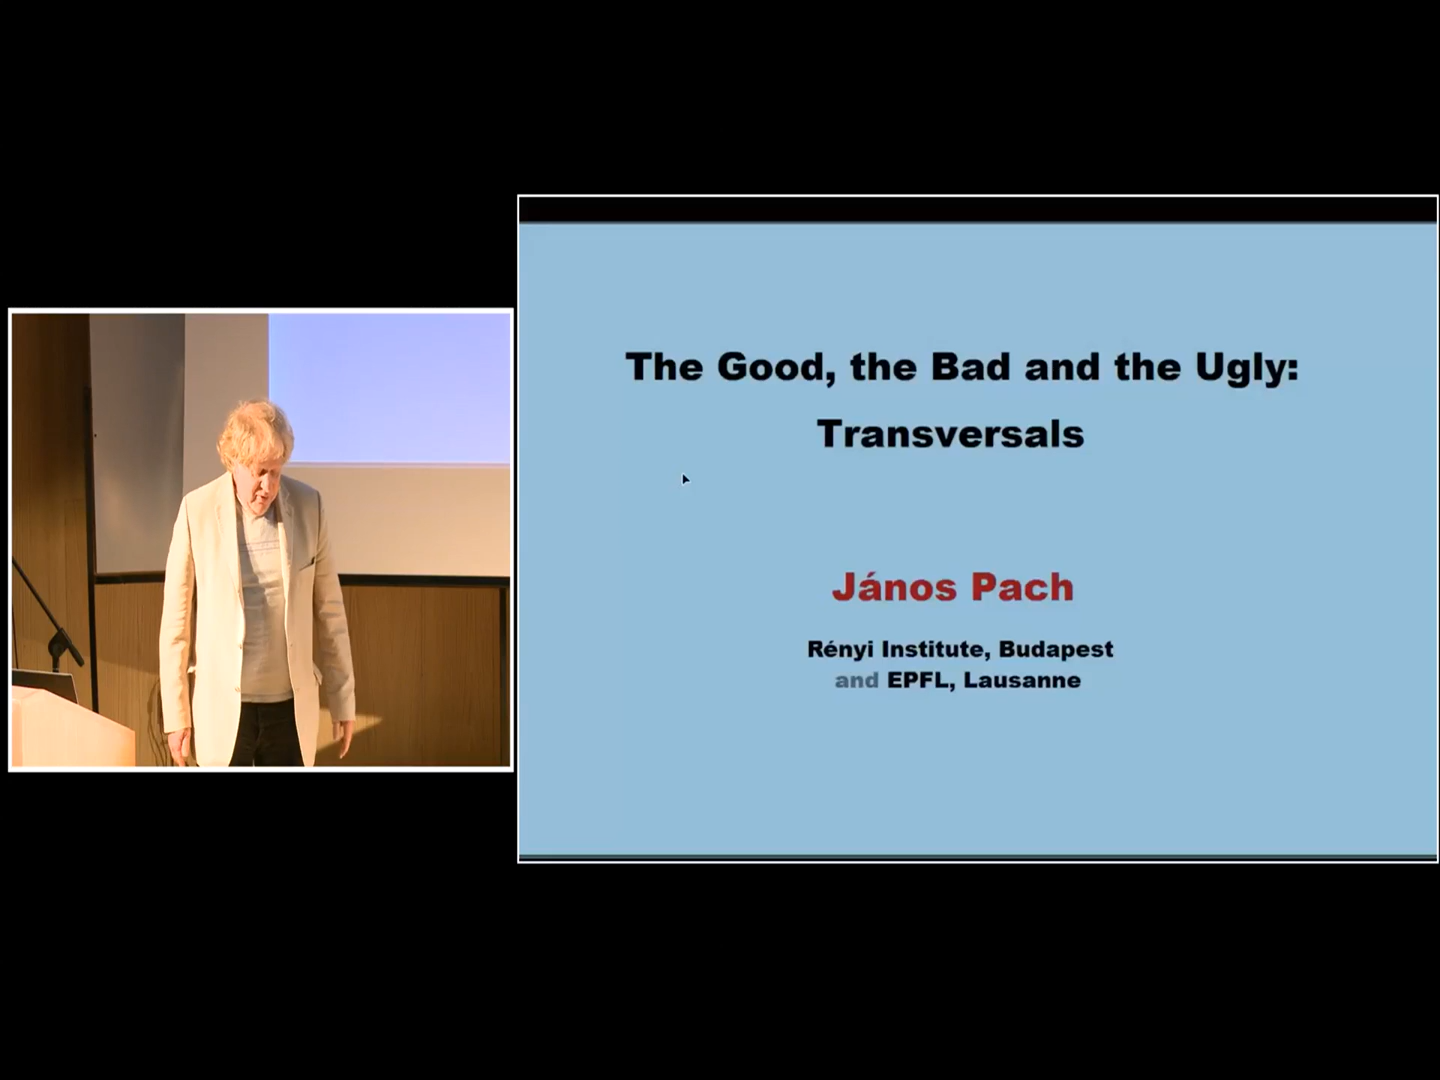 The Good, the Bad and the Ugly:
Transversals
János Pach
Rényi Institute, Budapest
and EPFL, Lausanne